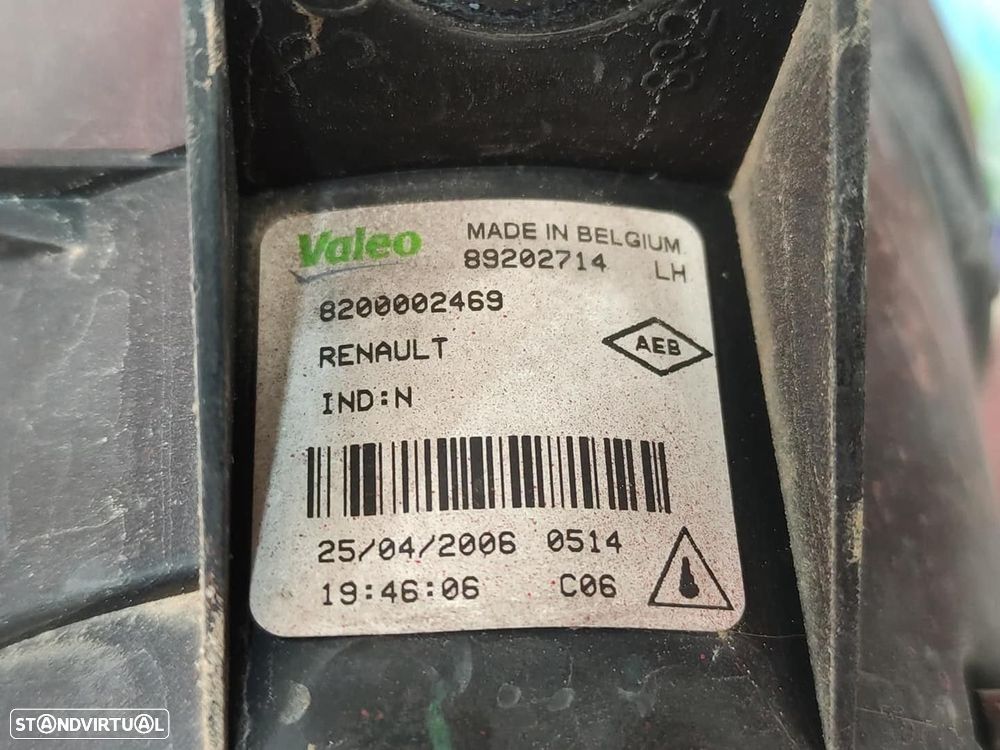 Valeo MADE IN BELGIUM
89202714 LH
8200002469
RENAULT
AEB
IND:N
25/04/2006 0514
19:46:06 C06
STANDVIRTUAL